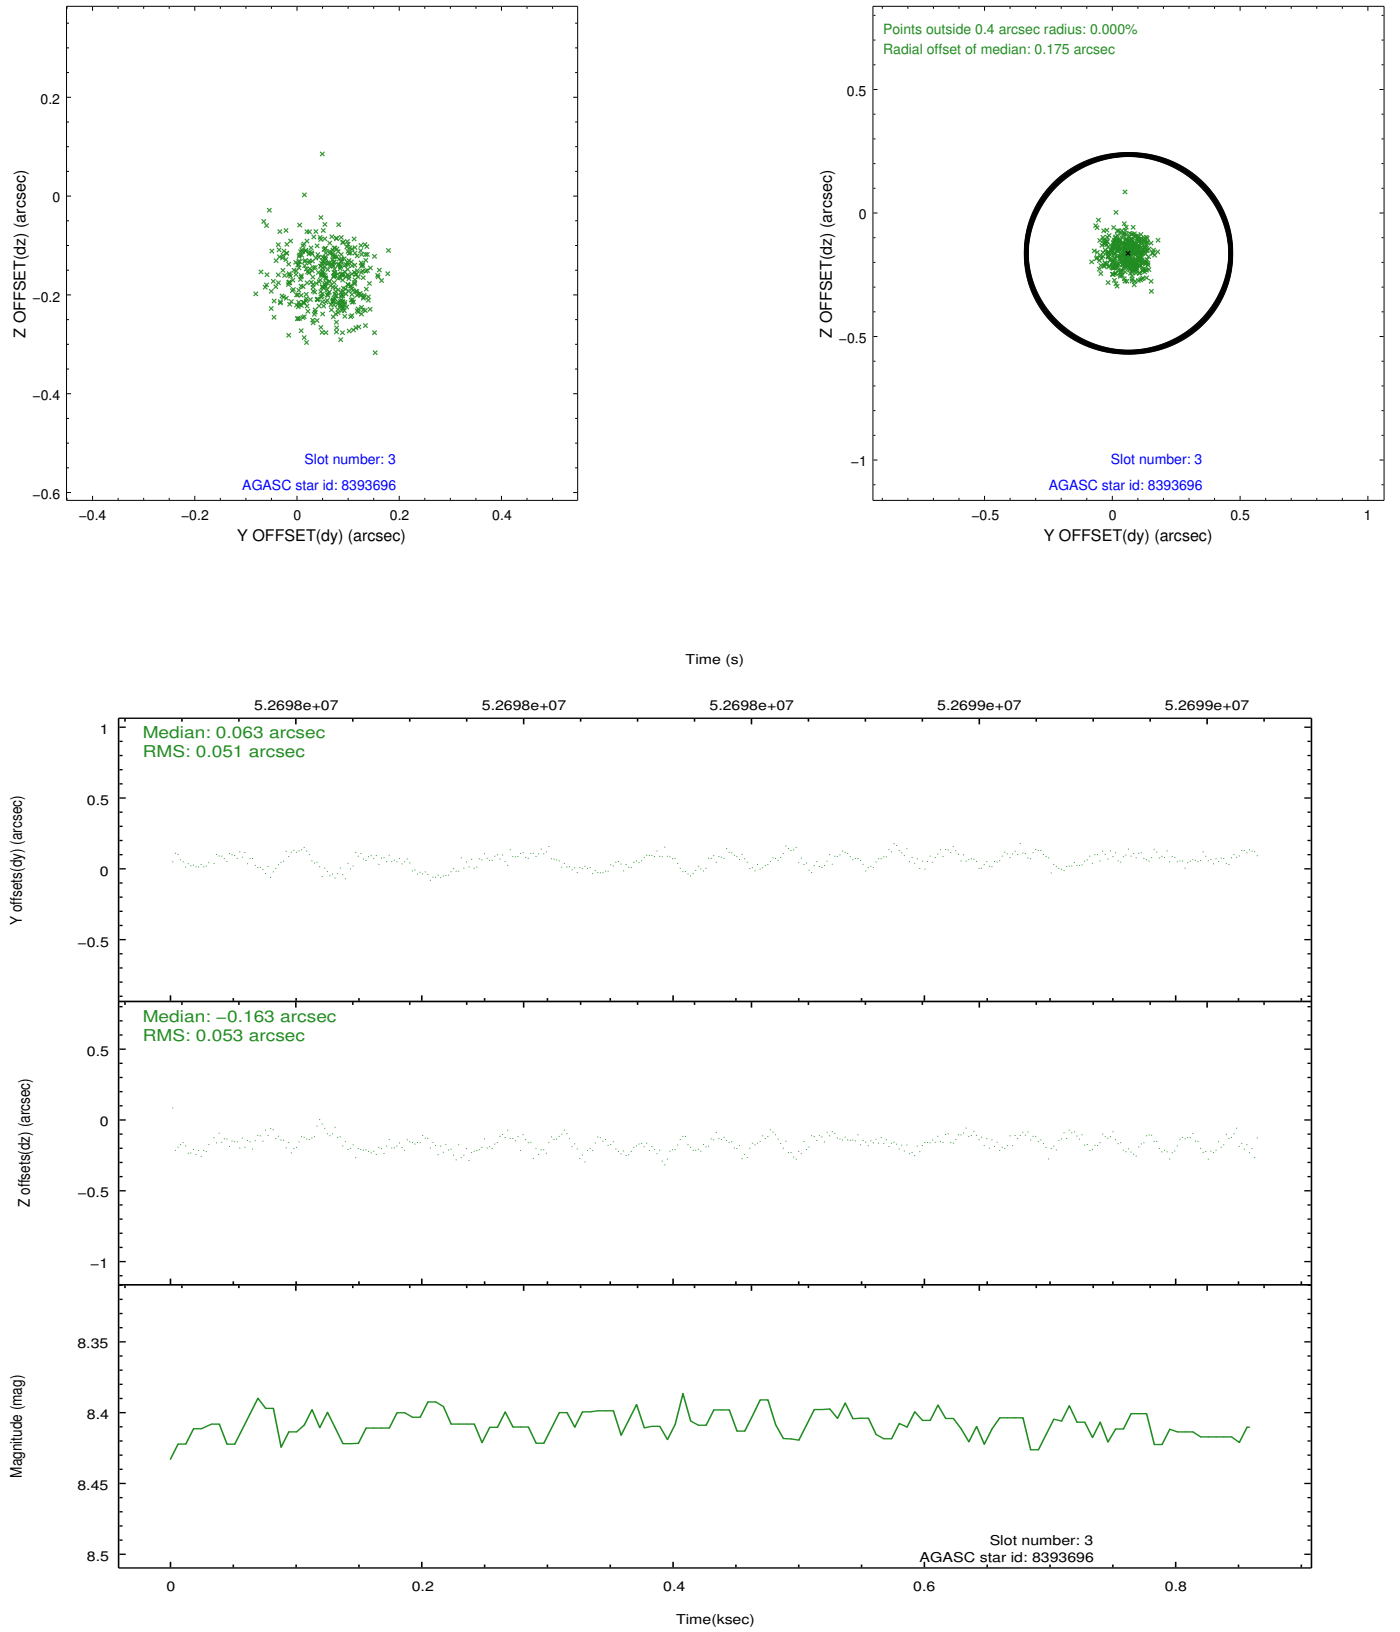 0.2
0
−0.2
−0.4
−0.6
Z OFFSET(dz) (arcsec)
Slot number: 3
AGASC star id: 8393696
−0.4 −0.2 0 0.2 0.4
Y OFFSET(dy) (arcsec)
Points outside 0.4 arcsec radius: 0.000%
Radial offset of median: 0.175 arcsec
0.5
0
−0.5
−1
Z OFFSET(dz) (arcsec)
Slot number: 3
AGASC star id: 8393696
−0.5 0 0.5 1
Y OFFSET(dy) (arcsec)
Time (s)
5.2698e+07 5.2698e+07 5.2698e+07 5.2699e+07 5.2699e+07
Median: 0.063 arcsec
RMS: 0.051 arcsec
1
0.5
0
−0.5
Y offsets(dy) (arcsec)
Median: −0.163 arcsec
RMS: 0.053 arcsec
0.5
0
−0.5
−1
Z offsets(dz) (arcsec)
8.35
8.4
8.45
8.5
Magnitude (mag)
Slot number: 3
AGASC star id: 8393696
0 0.2 0.4 0.6 0.8
Time(ksec)